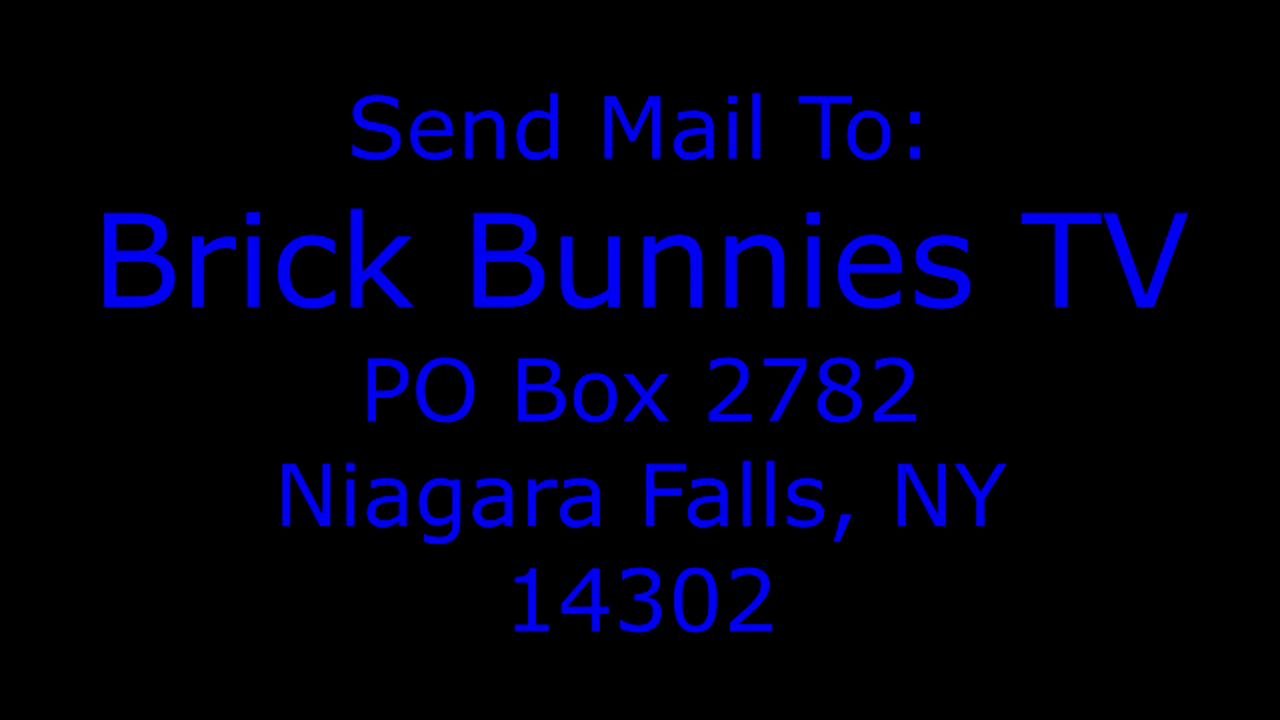 Send Mail To:
Brick Bunnies TV
PO Box 2782
Niagara Falls, NY
14302